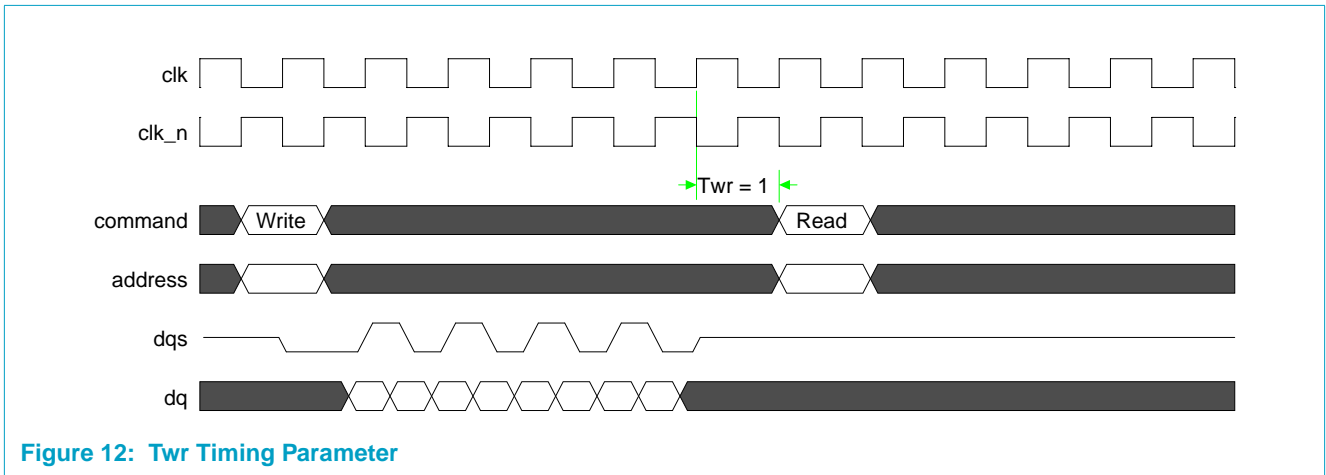 clk
clk_n
Twr = 1
command Write Read
address
dqs
dq
Figure 12: Twr Timing Parameter